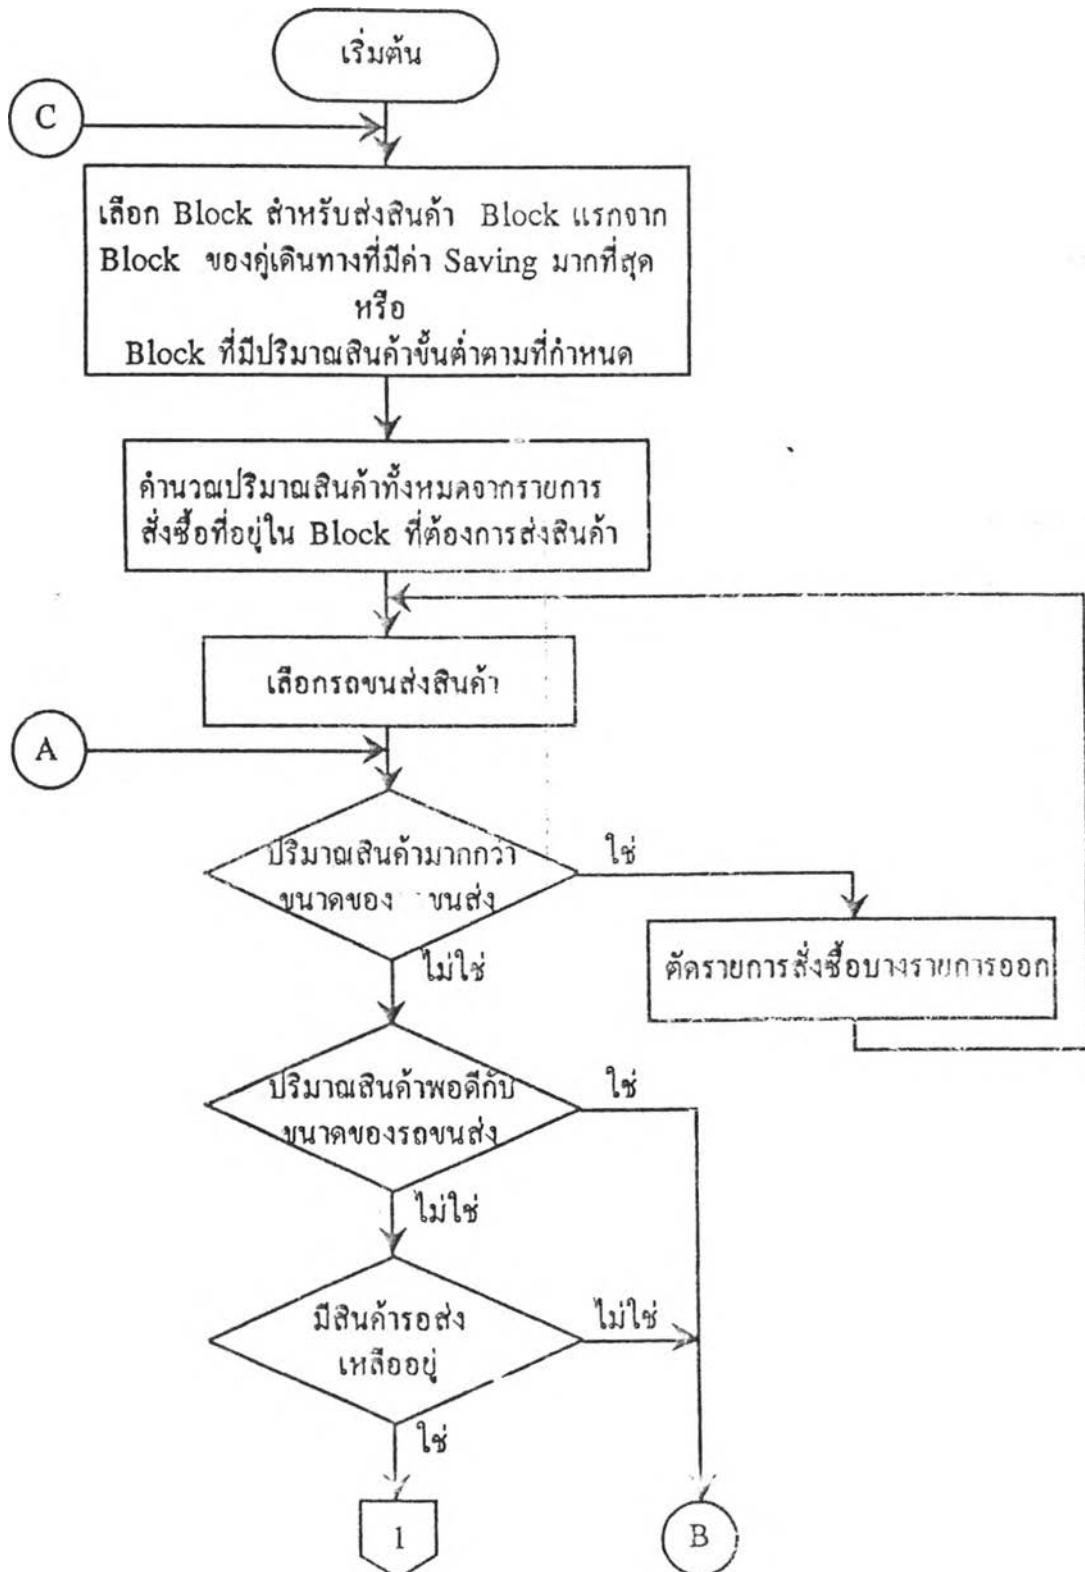 เริ่มต้น
C
เลือก Block สำหรับส่งสินค้า Block แรกจาก
Block ของคู่เดินทางที่มีค่า Saving มากที่สุด
หรือ
Block ที่มีปริมาณสินค้าขั้นต่ำตามที่กำหนด
คำนวณปริมาณสินค้าทั้งหมดจากรายการ
สั่งซื้อที่อยู่ใน Block ที่ต้องการส่งสินค้า
เลือกรถขนส่งสินค้า
A
ปริมาณสินค้ามากกว่า
ขนาดของ ขนส่ง
ใช่
ไม่ใช่
ตัดรายการสั่งซื้อบางรายการออก
ปริมาณสินค้าพอดีกับ
ขนาดของรถขนส่ง
ใช่
ไม่ใช่
มีสินค้ารอส่ง
เหลืออยู่
ไม่ใช่
ใช่
1
B